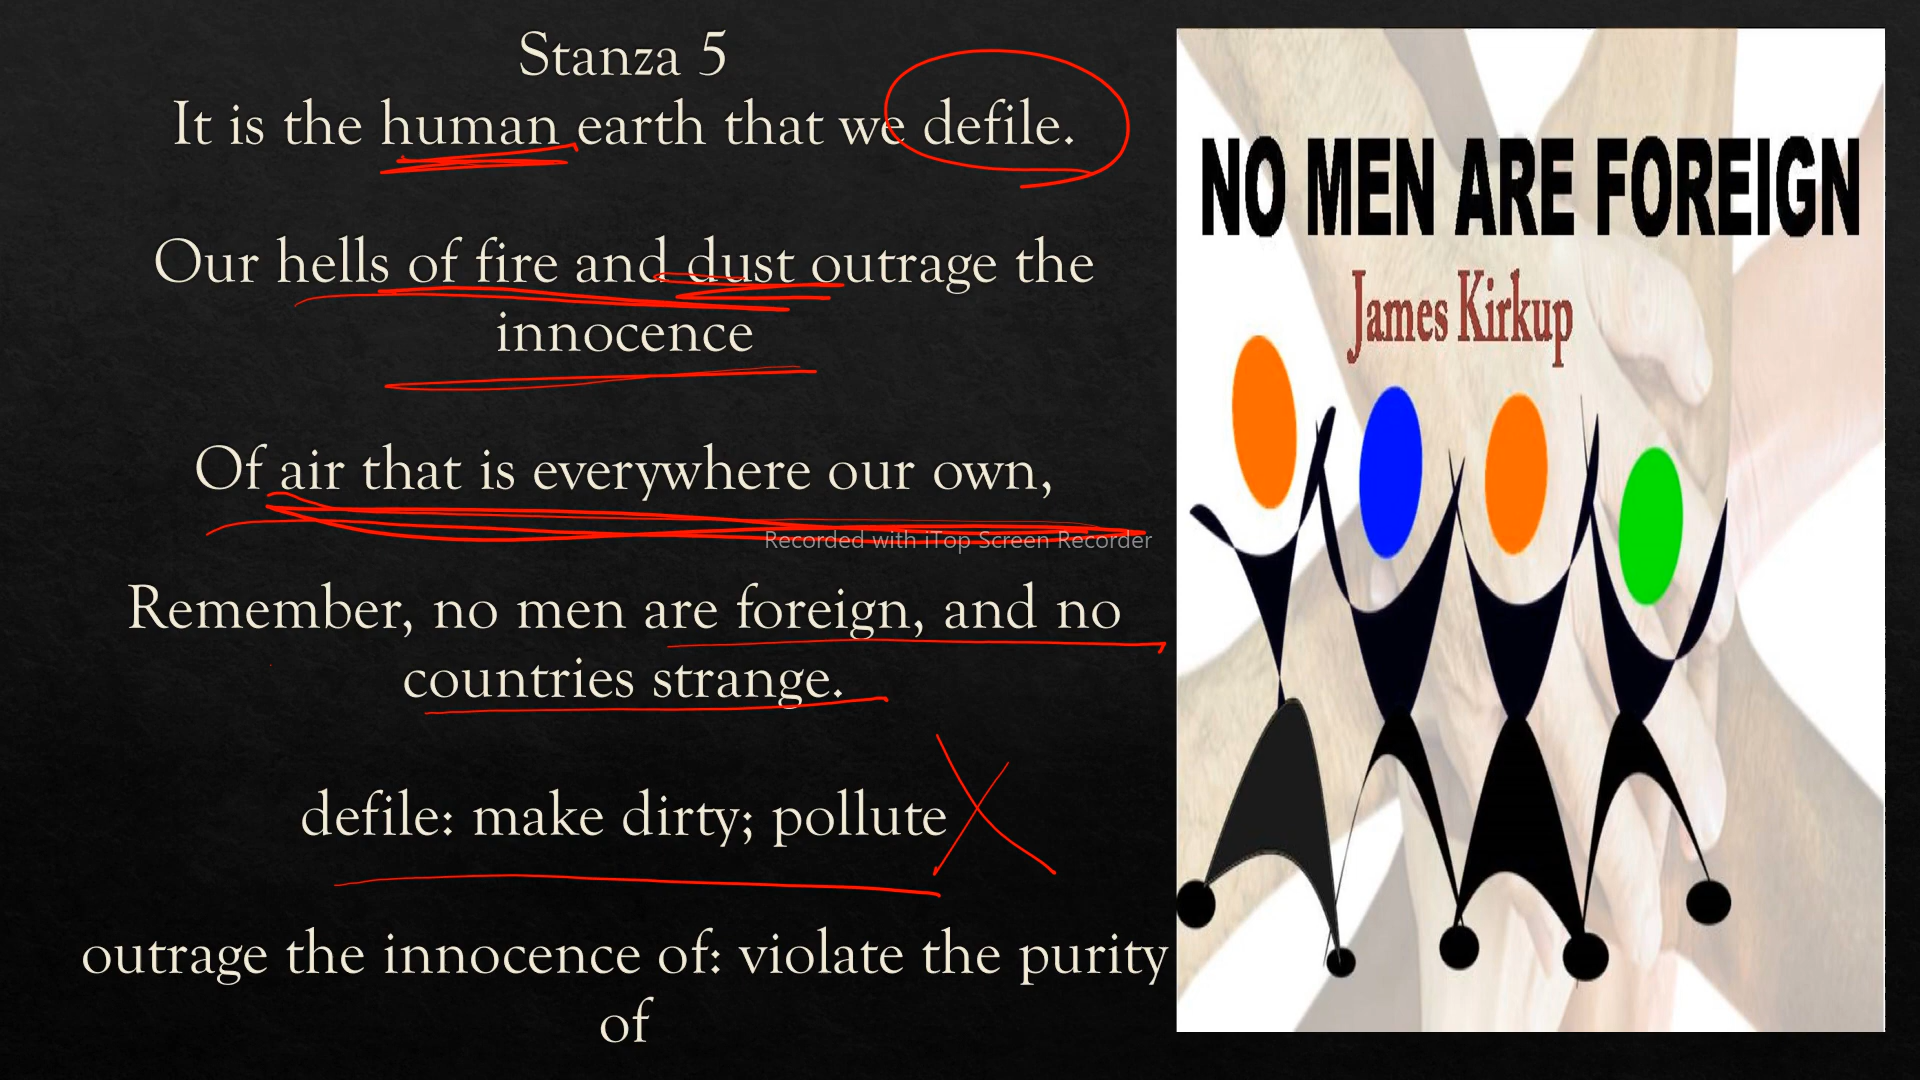 Stanza 5
It is the human earth that we defile.
Our hells of fire and dust outrage the
innocence
Of air that is everywhere our own,
Remember, no men are foreign, and no
countries strange.
defile: make dirty; pollute
outrage the innocence of: violate the purity
of
NO MEN ARE FOREIGN
James Kirkup
Recorded with iTop Screen Recorder